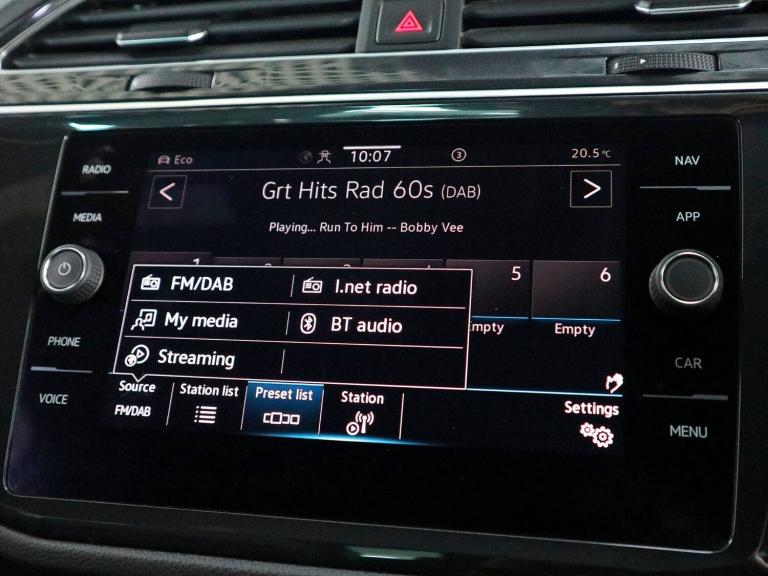 Eco 10:07 3 20.5°C
RADIO
NAV
Grt Hits Rad 60s (DAB)
MEDIA
APP
Playing... Run To Him -- Bobby Vee
5 6
FM/DAB I.net radio
My media BT audio
Empty
Streaming
PHONE
CAR
VOICE
Source Station list Preset list Station Settings
FM/DAB
MENU